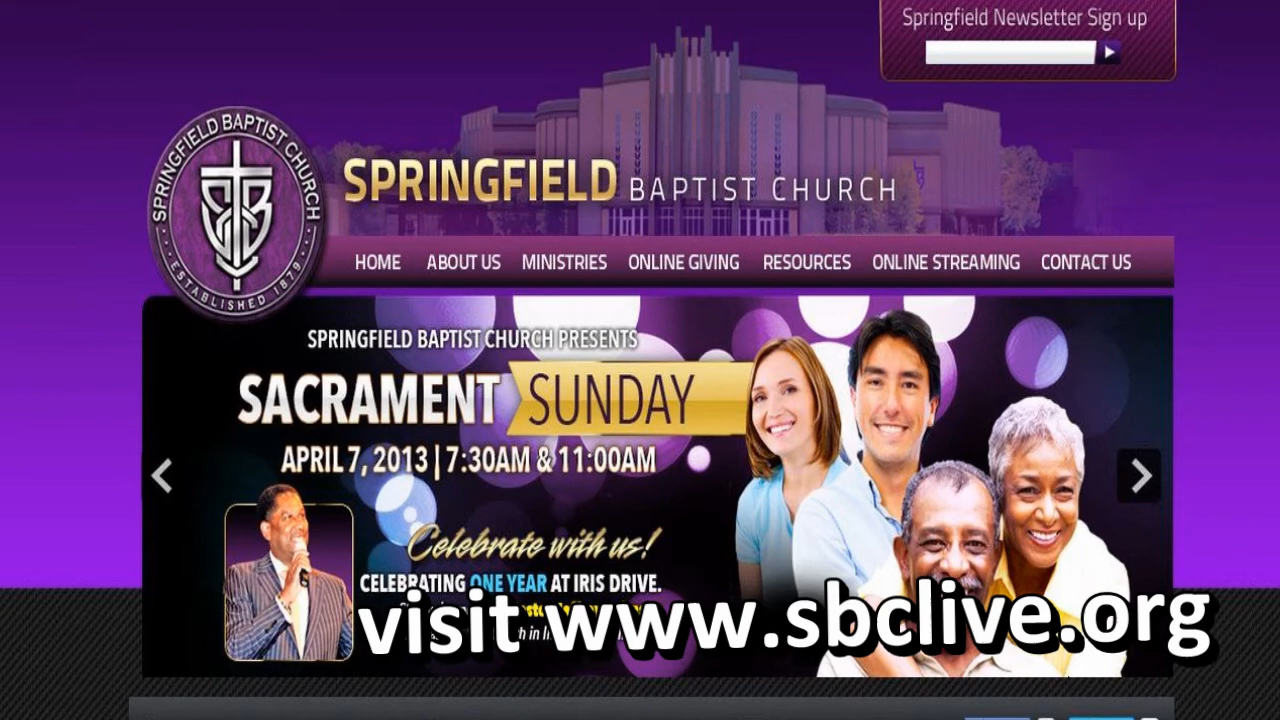 Springfield Newsletter Sign up
SPRINGFIELD BAPTIST CHURCH
ESTABLISHED 1879
SPRINGFIELD BAPTIST CHURCH
HOME ABOUT US MINISTRIES ONLINE GIVING RESOURCES ONLINE STREAMING CONTACT US
SPRINGFIELD BAPTIST CHURCH PRESENTS
SACRAMENT SUNDAY
APRIL 7, 2013 | 7:30AM & 11:00AM
Celebrate with us!
CELEBRATING ONE YEAR AT IRIS DRIVE.
visit www.sbclive.org